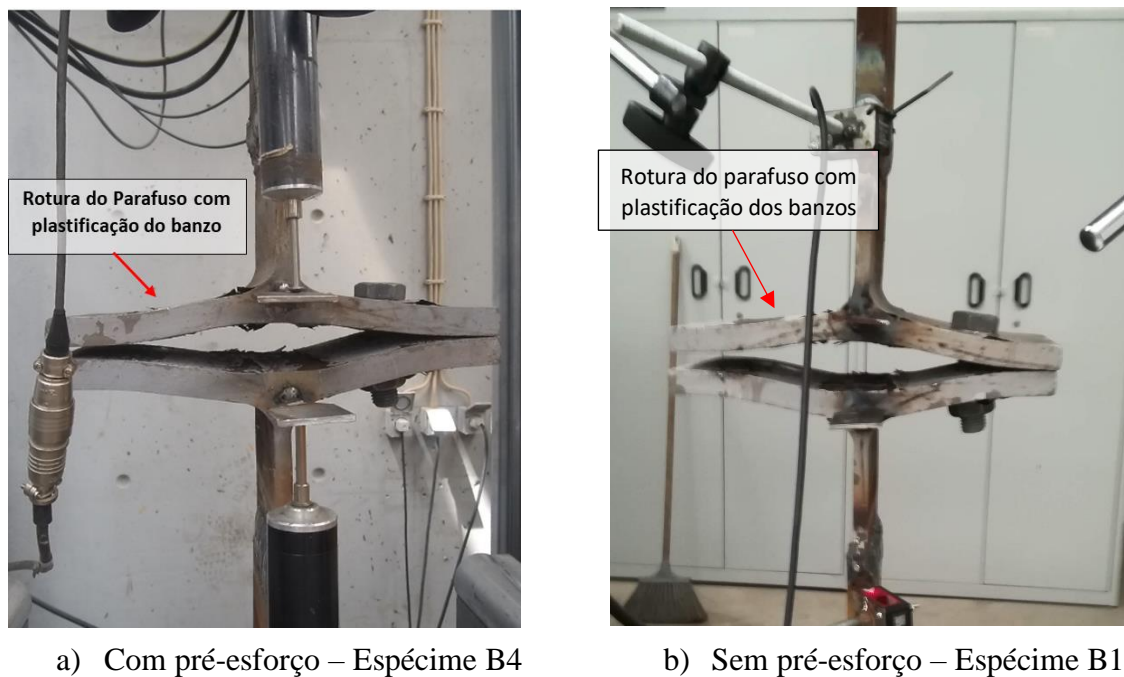 Rotura do Parafuso com
plastificação do banzo
Rotura do parafuso com
plastificação dos banzos
a) Com pré-esforço – Espécime B4
b) Sem pré-esforço – Espécime B1